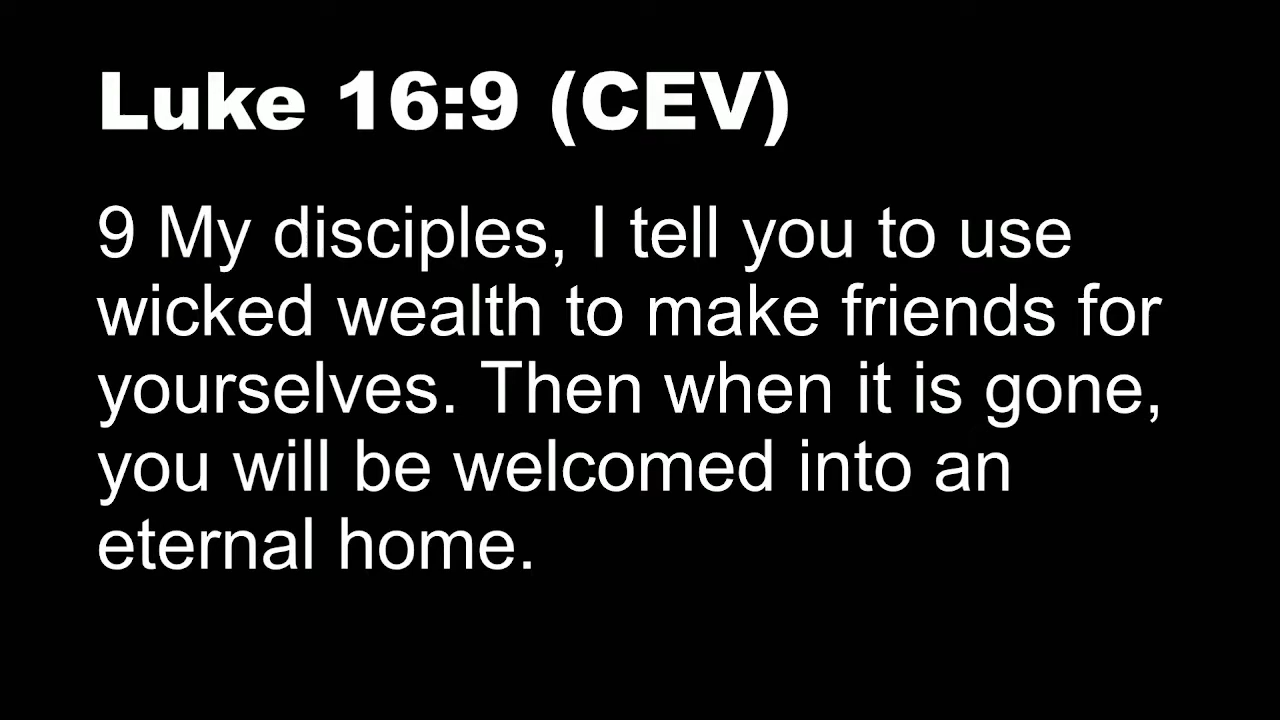 Luke 16:9 (CEV)
9 My disciples, I tell you to use
wicked wealth to make friends for
yourselves. Then when it is gone,
you will be welcomed into an
eternal home.